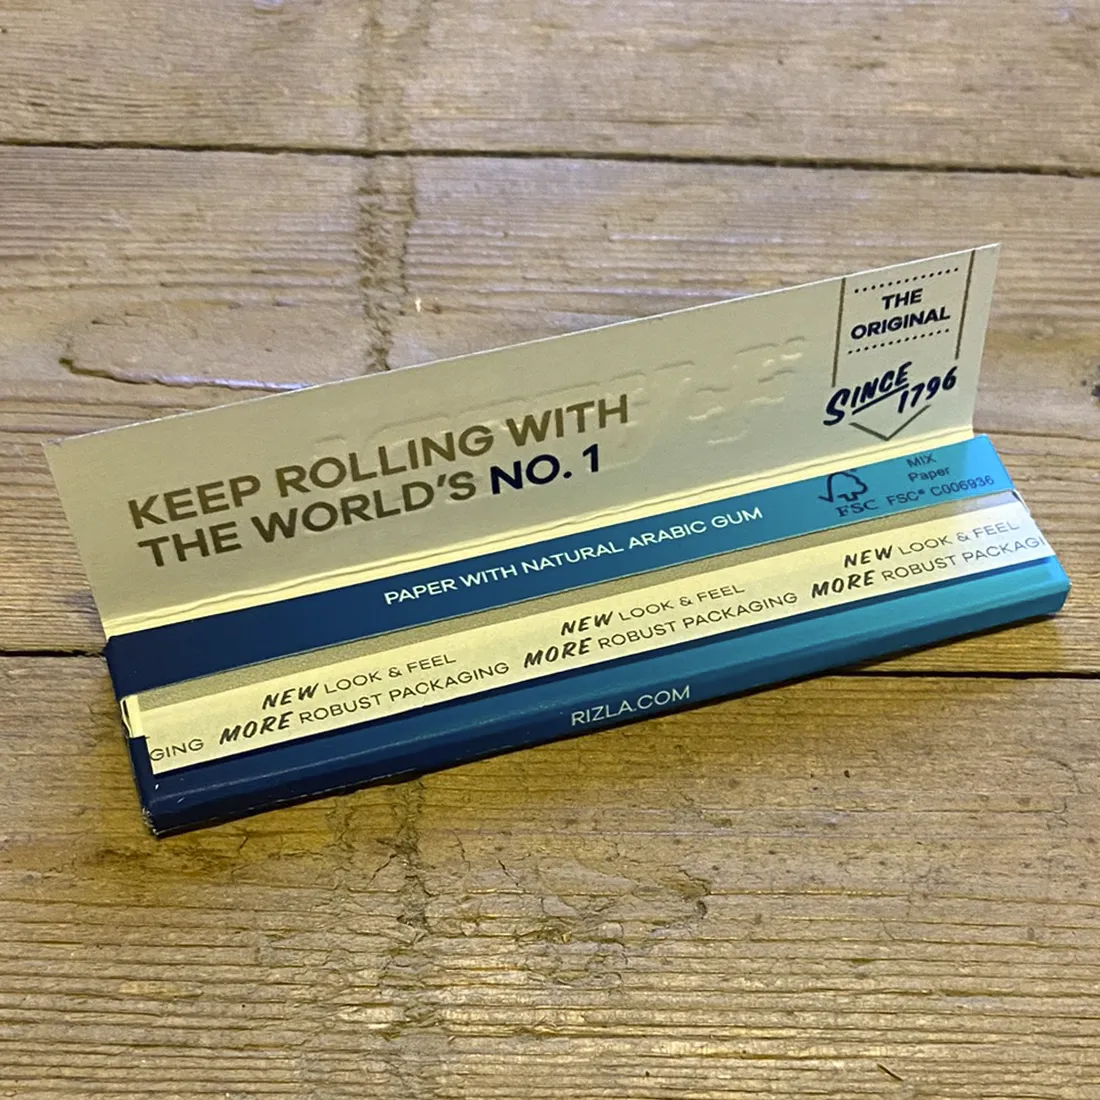 THE
ORIGINAL
SINCE
1796
KEEP ROLLING WITH
THE WORLD'S NO. 1
MIX
Paper
FSC® C006936
FSC
PAPER WITH NATURAL ARABIC GUM
NEW LOOK & FEEL
MORE ROBUST PACKAGI
NEW LOOK & FEEL
MORE ROBUST PACKAGING
NEW LOOK & FEEL
GING MORE ROBUST PACKAGING
RIZLA.COM